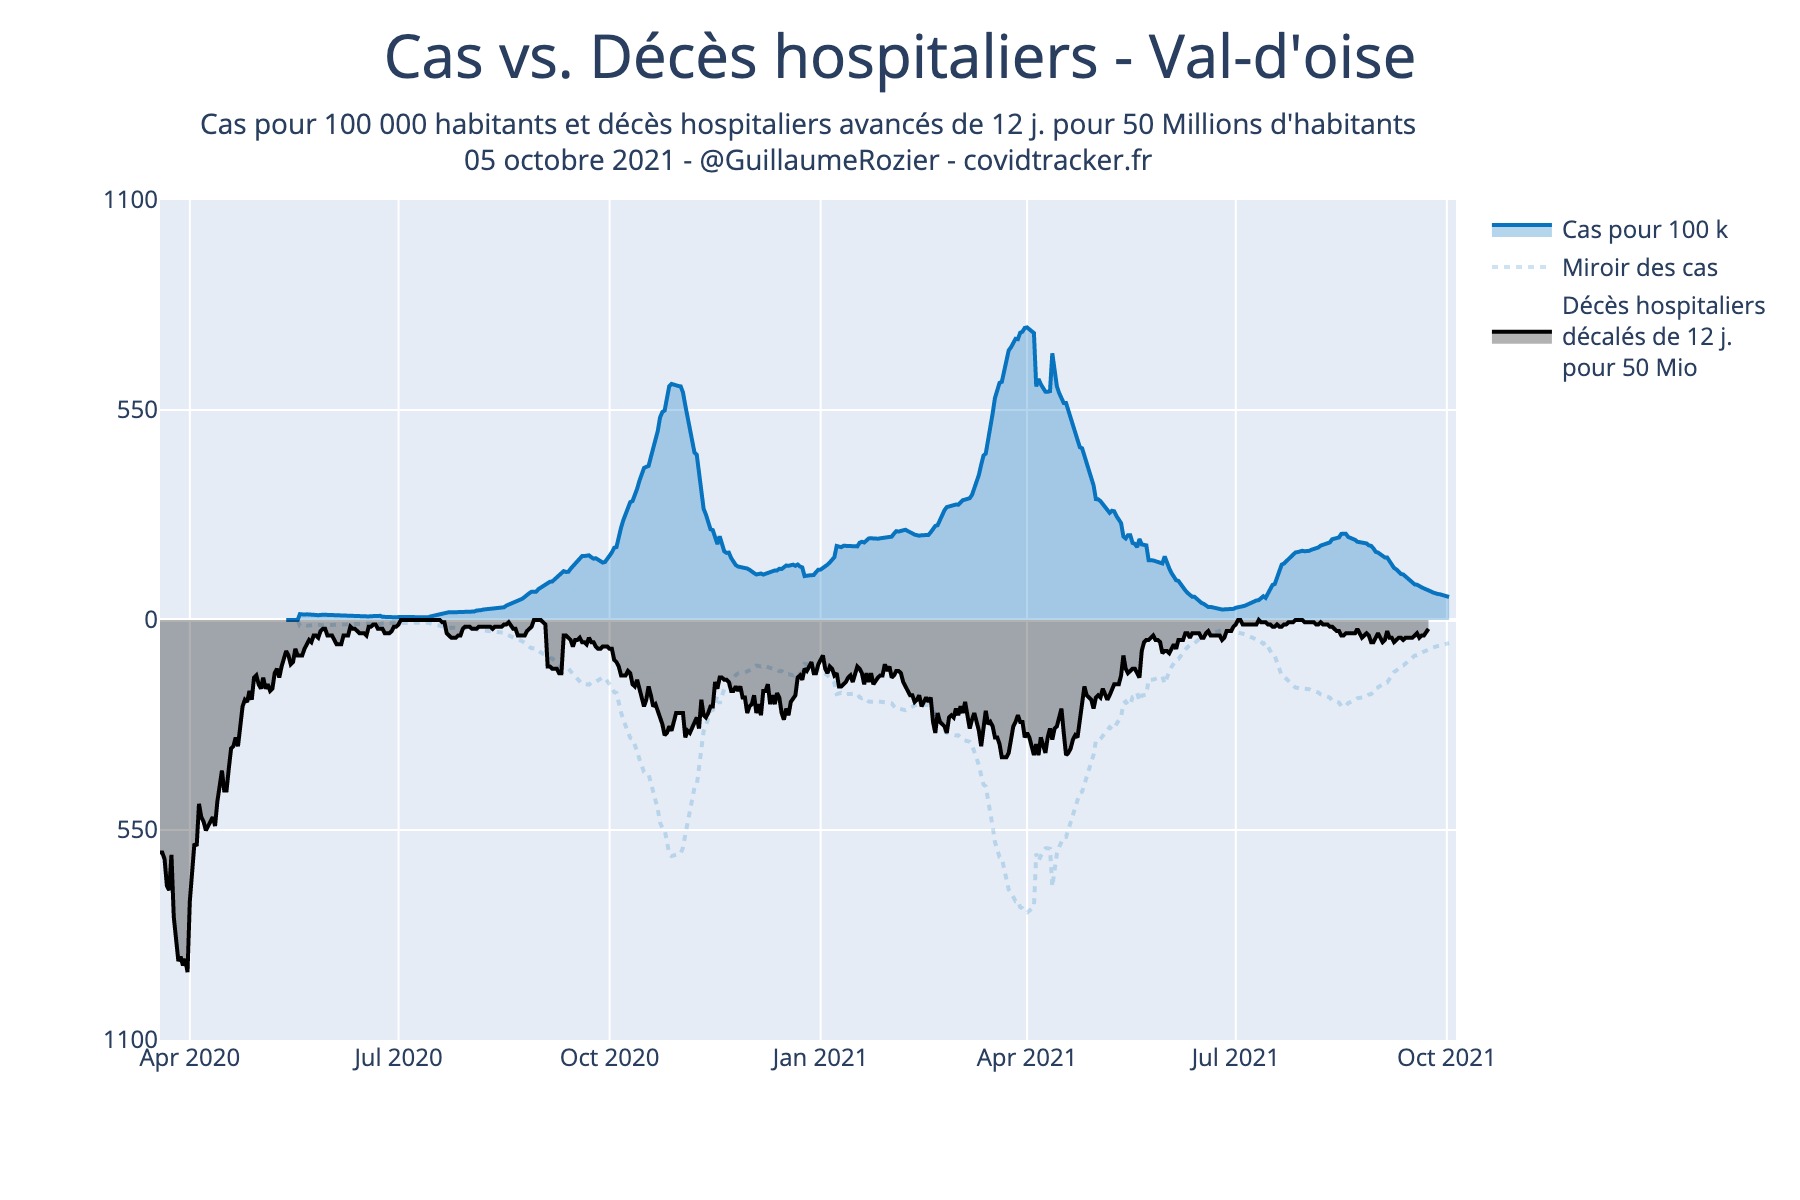 Cas vs. Décès hospitaliers - Val-d'oise
Cas pour 100 000 habitants et décès hospitaliers avancés de 12 j. pour 50 Millions d'habitants
05 octobre 2021 - @GuillaumeRozier - covidtracker.fr
1100
550
0
550
1100
Apr 2020
Jul 2020
Oct 2020
Jan 2021
Apr 2021
Jul 2021
Oct 2021
Cas pour 100 k
Miroir des cas
Décès hospitaliers
décalés de 12 j.
pour 50 Mio